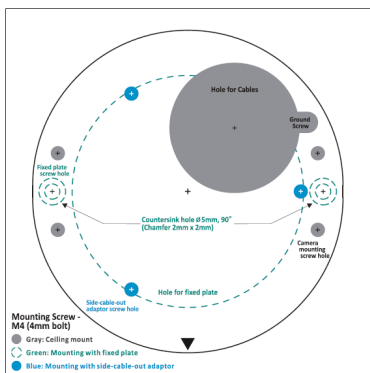 Hole for Cables
Ground
Screw
Fixed plate
screw hole
Countersink hole ø5mm, 90˚
(Chamfer 2mm x 2mm)
Camera
mounting
screw hole
Hole for fixed plate
Side-cable-out
adaptor screw hole
Mounting Screw -
M4 (4mm bolt)
Gray: Ceiling mount
Green: Mounting with fixed plate
Blue: Mounting with side-cable-out adaptor